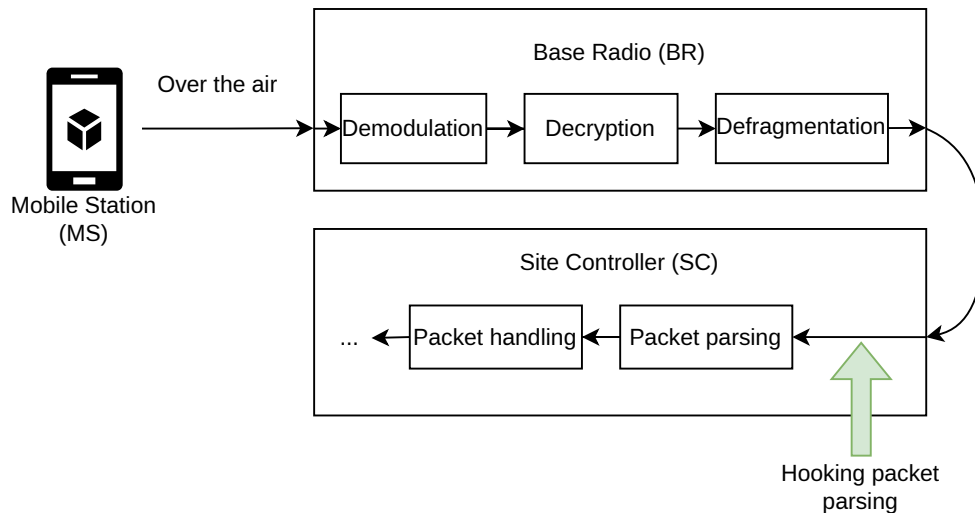 Base Radio (BR)
Over the air
Demodulation
Decryption
Defragmentation
Mobile Station
(MS)
Site Controller (SC)
...
Packet handling
Packet parsing
Hooking packet
parsing